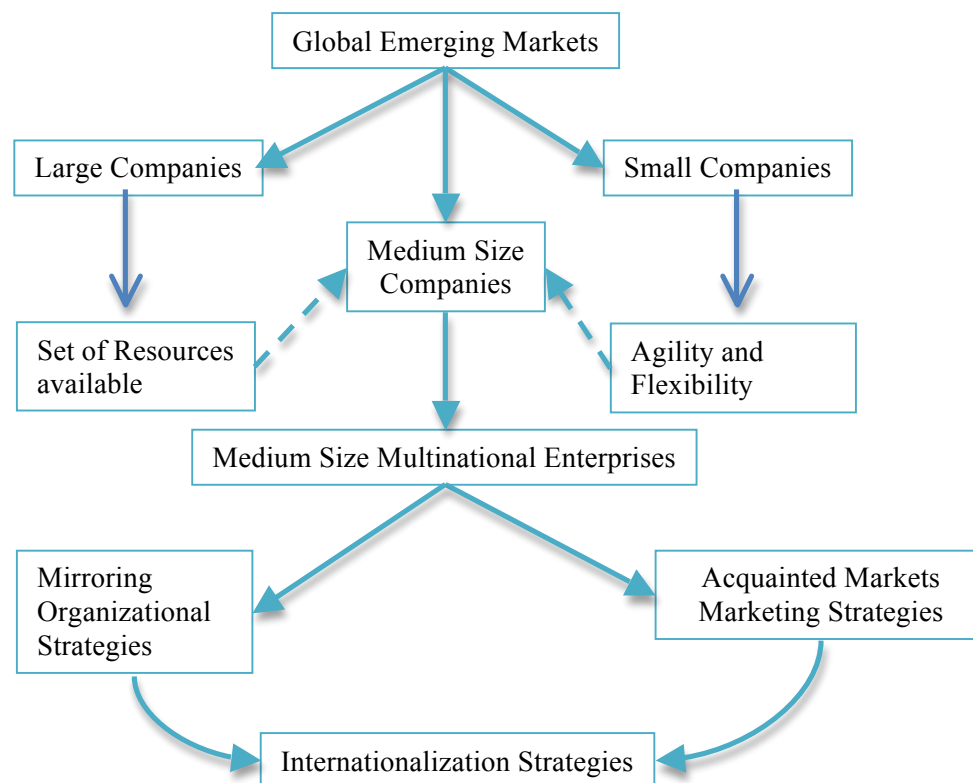 Global Emerging Markets
Large Companies
Small Companies
Medium Size
Companies
Set of Resources
available
Agility and
Flexibility
Medium Size Multinational Enterprises
Mirroring
Organizational
Strategies
Acquainted Markets
Marketing Strategies
Internationalization Strategies